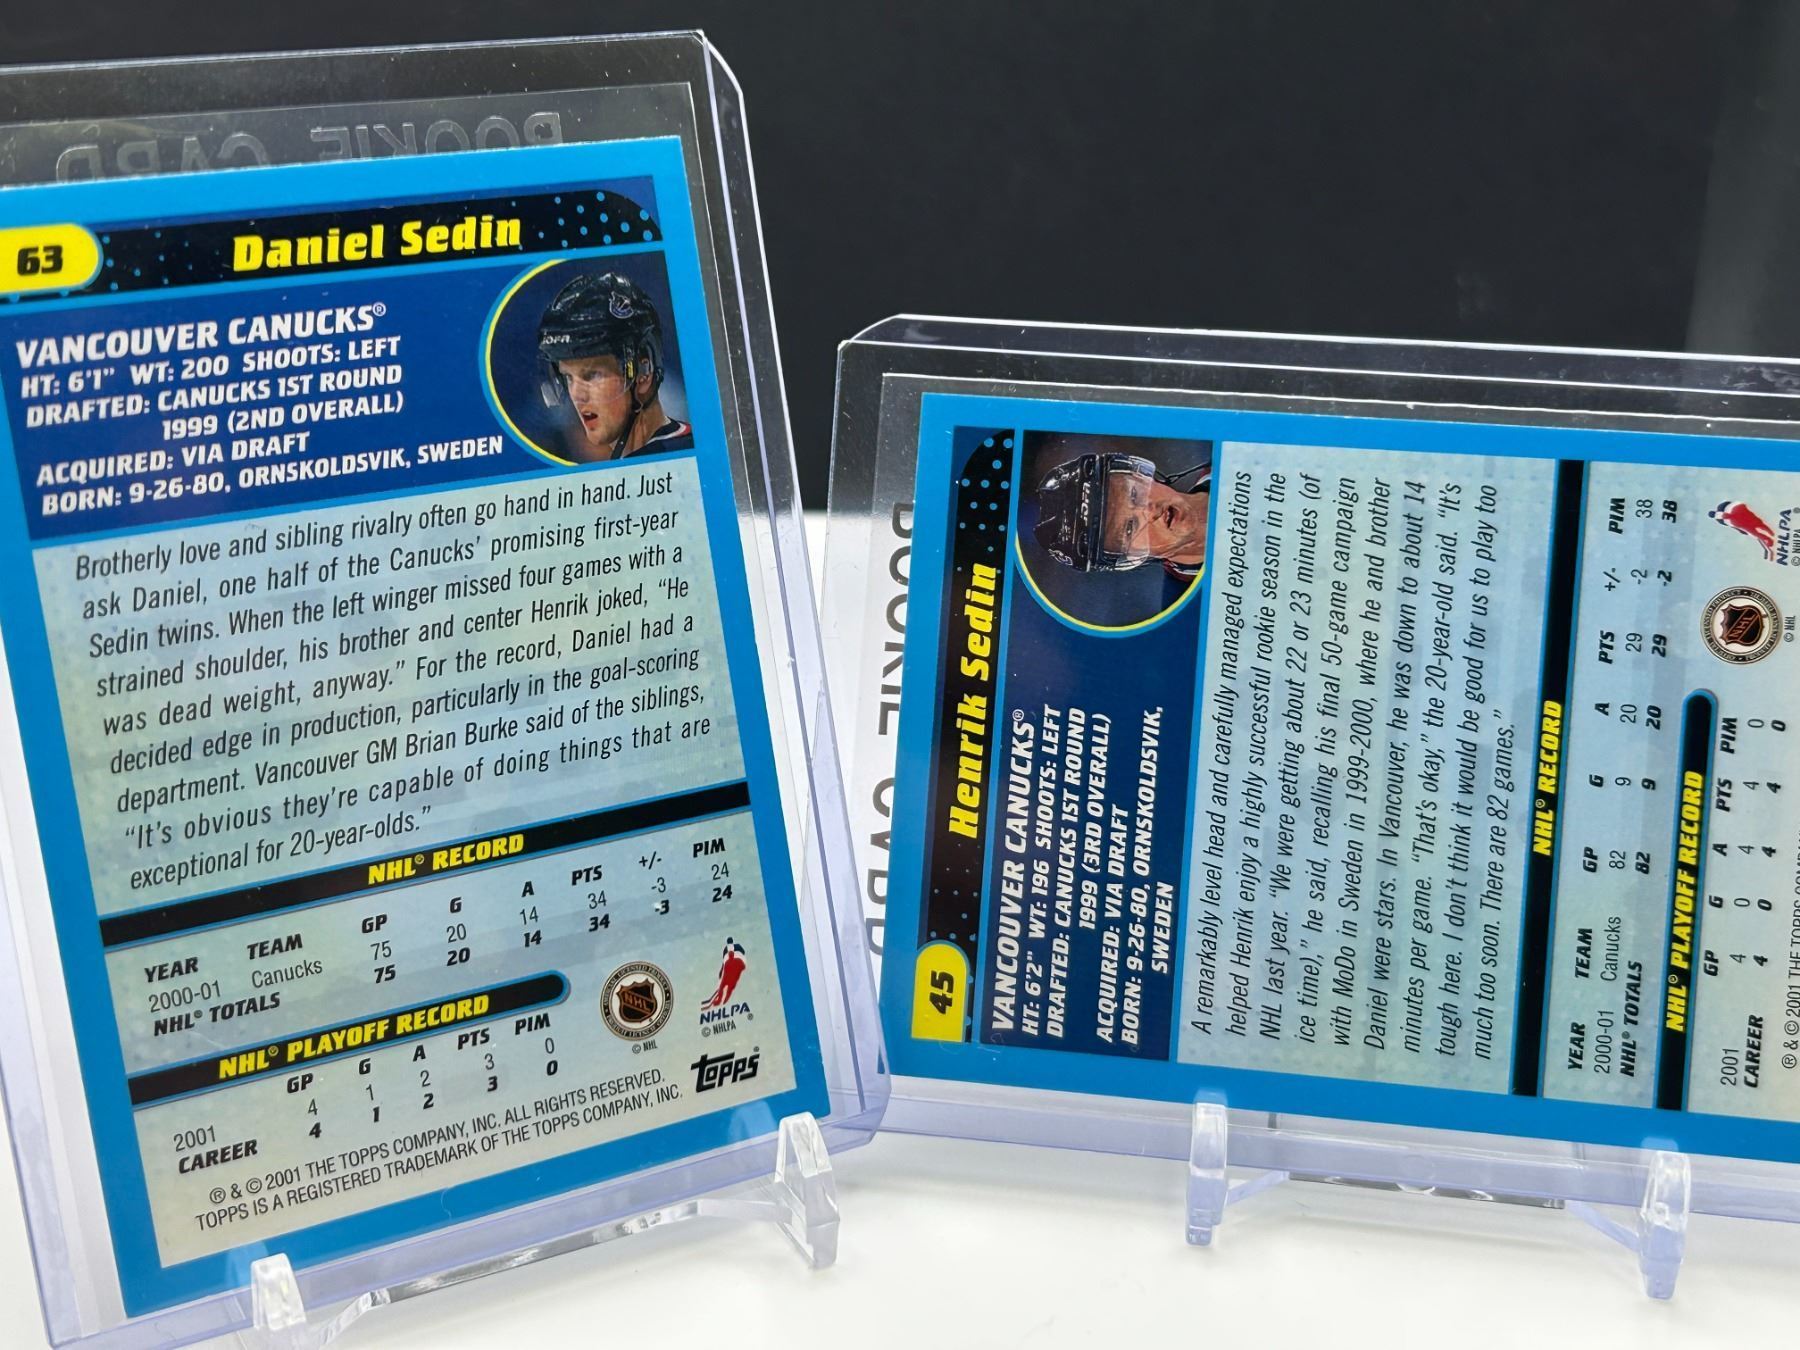 ROOKIE CARD
63
Daniel Sedin
VANCOUVER CANUCKS®
HT: 6'1" WT: 200 SHOOTS: LEFT
DRAFTED: CANUCKS 1ST ROUND
1999 (2ND OVERALL)
ACQUIRED: VIA DRAFT
BORN: 9-26-80, ORNSKOLDSVIK, SWEDEN
JOFA
Brotherly love and sibling rivalry often go hand in hand. Just
ask Daniel, one half of the Canucks' promising first-year
Sedin twins. When the left winger missed four games with a
strained shoulder, his brother and center Henrik joked, "He
was dead weight, anyway." For the record, Daniel had a
decided edge in production, particularly in the goal-scoring
department. Vancouver GM Brian Burke said of the siblings,
"It's obvious they're capable of doing things that are
exceptional for 20-year-olds."
NHL® RECORD
YEAR TEAM GP G A PTS +/- PIM
2000-01 Canucks 75 20 14 34 -3 24
NHL® TOTALS 75 20 14 34 -3 24
NHL® PLAYOFF RECORD
GP G A PTS PIM
2001 4 1 2 3 0
CAREER 4 1 2 3 0
NHL
© NHL
NHLPA
© NHLPA
® & © 2001 THE TOPPS COMPANY, INC. ALL RIGHTS RESERVED.
TOPPS IS A REGISTERED TRADEMARK OF THE TOPPS COMPANY, INC.
Topps®
ROOKIE CARD
45
Henrik Sedin
VANCOUVER CANUCKS®
HT: 6'2" WT: 196 SHOOTS: LEFT
DRAFTED: CANUCKS 1ST ROUND
1999 (3RD OVERALL)
ACQUIRED: VIA DRAFT
BORN: 9-26-80, ORNSKOLDSVIK,
SWEDEN
JOFA
A remarkably level head and carefully managed expectations
helped Henrik enjoy a highly successful rookie season in the
NHL last year. "We were getting about 22 or 23 minutes (of
ice time)," he said, recalling his final 50-game campaign
with MoDo in Sweden in 1999-2000, where he and brother
Daniel were stars. In Vancouver, he was down to about 14
minutes per game. "That's okay," the 20-year-old said. "It's
tough here. I don't think it would be good for us to play too
much too soon. There are 82 games."
NHL® RECORD
YEAR TEAM GP G A PTS +/- PIM
2000-01 Canucks 82 9 20 29 -2 38
NHL® TOTALS 82 9 20 29 -2 38
NHL® PLAYOFF RECORD
GP G A PTS PIM
2001 4 0 4 4 0
CAREER 4 0 4 4 0
NHL
© NHL
NHLPA
© NHLPA
® & © 2001 THE TOPPS